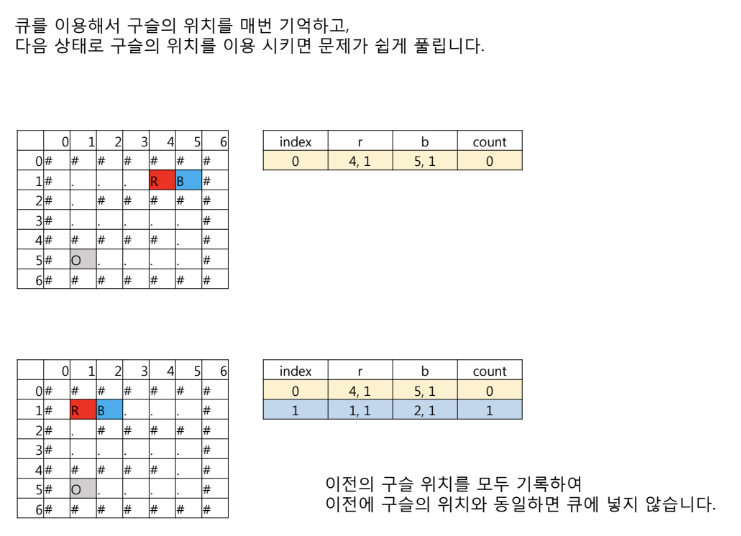 큐를 이용해서 구슬의 위치를 매번 기억하고,
다음 상태로 구슬의 위치를 이용 시키면 문제가 쉽게 풀립니다.
0 1 2 3 4 5 6
0 # # # # # # #
1 # . . . R B #
2 # . # # # # #
3 # . . . . . #
4 # # # # # . #
5 # O . . . . #
6 # # # # # # #
index r b count
0 4, 1 5, 1 0
0 1 2 3 4 5 6
0 # # # # # # #
1 # R B . . . #
2 # . # # # # #
3 # . . . . . #
4 # # # # # . #
5 # O . . . . #
6 # # # # # # #
index r b count
0 4, 1 5, 1 0
1 1, 1 2, 1 1
이전의 구슬 위치를 모두 기록하여
이전에 구슬의 위치와 동일하면 큐에 넣지 않습니다.